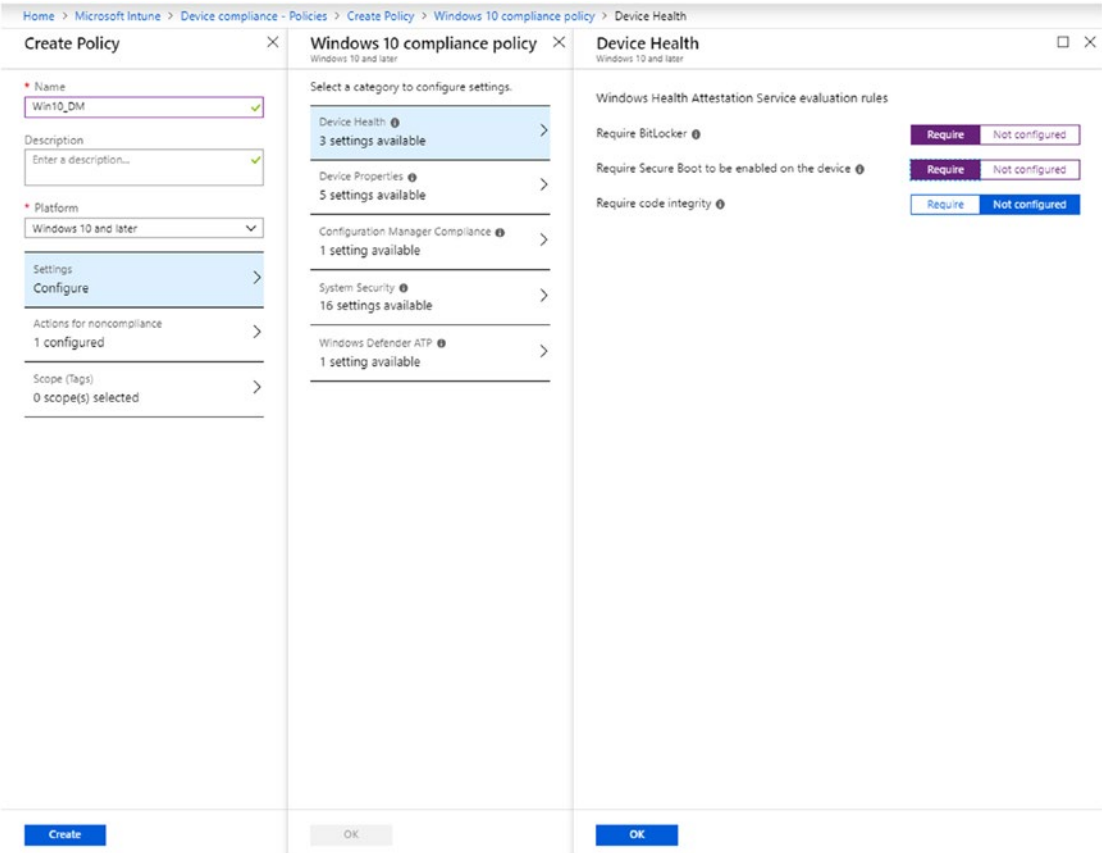 Home > Microsoft Intune > Device compliance - Policies > Create Policy > Windows 10 compliance policy > Device Health
Create Policy
* Name
Win10_DM
Description
Enter a description...
* Platform
Windows 10 and later
Settings
Configure
Actions for noncompliance
1 configured
Scope (Tags)
0 scope(s) selected
Create
Windows 10 compliance policy
Windows 10 and later
Select a category to configure settings.
Device Health
3 settings available
Device Properties
5 settings available
Configuration Manager Compliance
1 setting available
System Security
16 settings available
Windows Defender ATP
1 setting available
OK
Device Health
Windows 10 and later
Windows Health Attestation Service evaluation rules
Require BitLocker Require Not configured
Require Secure Boot to be enabled on the device Require Not configured
Require code integrity Require Not configured
OK